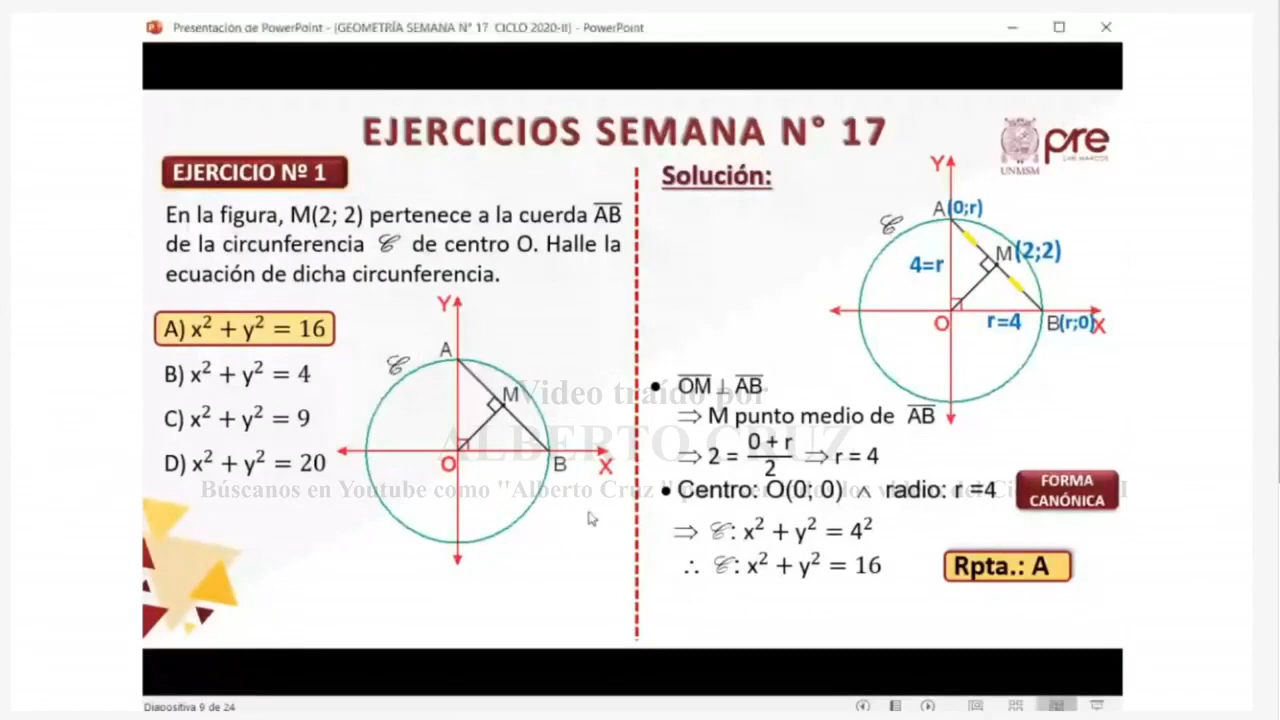 Presentación de PowerPoint - (GEOMETRÍA SEMANA N° 17 CICLO 2020-II) - PowerPoint
EJERCICIOS SEMANA N° 17
UNMSM
pre
SAN MARCOS
EJERCICIO Nº 1
En la figura, M(2; 2) pertenece a la cuerda AB
de la circunferencia 𝒞 de centro O. Halle la
ecuación de dicha circunferencia.
A) x² + y² = 16
B) x² + y² = 4
C) x² + y² = 9
D) x² + y² = 20
Y
A
𝒞
M
O
B
X
Solución:
Y
A(0;r)
𝒞
M(2;2)
4=r
O
r=4
B(r;0)
X
• OM ⊥ AB
⇒ M punto medio de AB
⇒ 2 = (0 + r)/2 ⇒ r = 4
• Centro: O(0; 0) ∧ radio: r =4
FORMA
CANÓNICA
⇒ 𝒞: x² + y² = 4²
∴ 𝒞: x² + y² = 16
Rpta.: A
Video traído por
ALBERTO CRUZ
Búscanos en Youtube como "Alberto Cruz"
Diapositiva 9 de 24